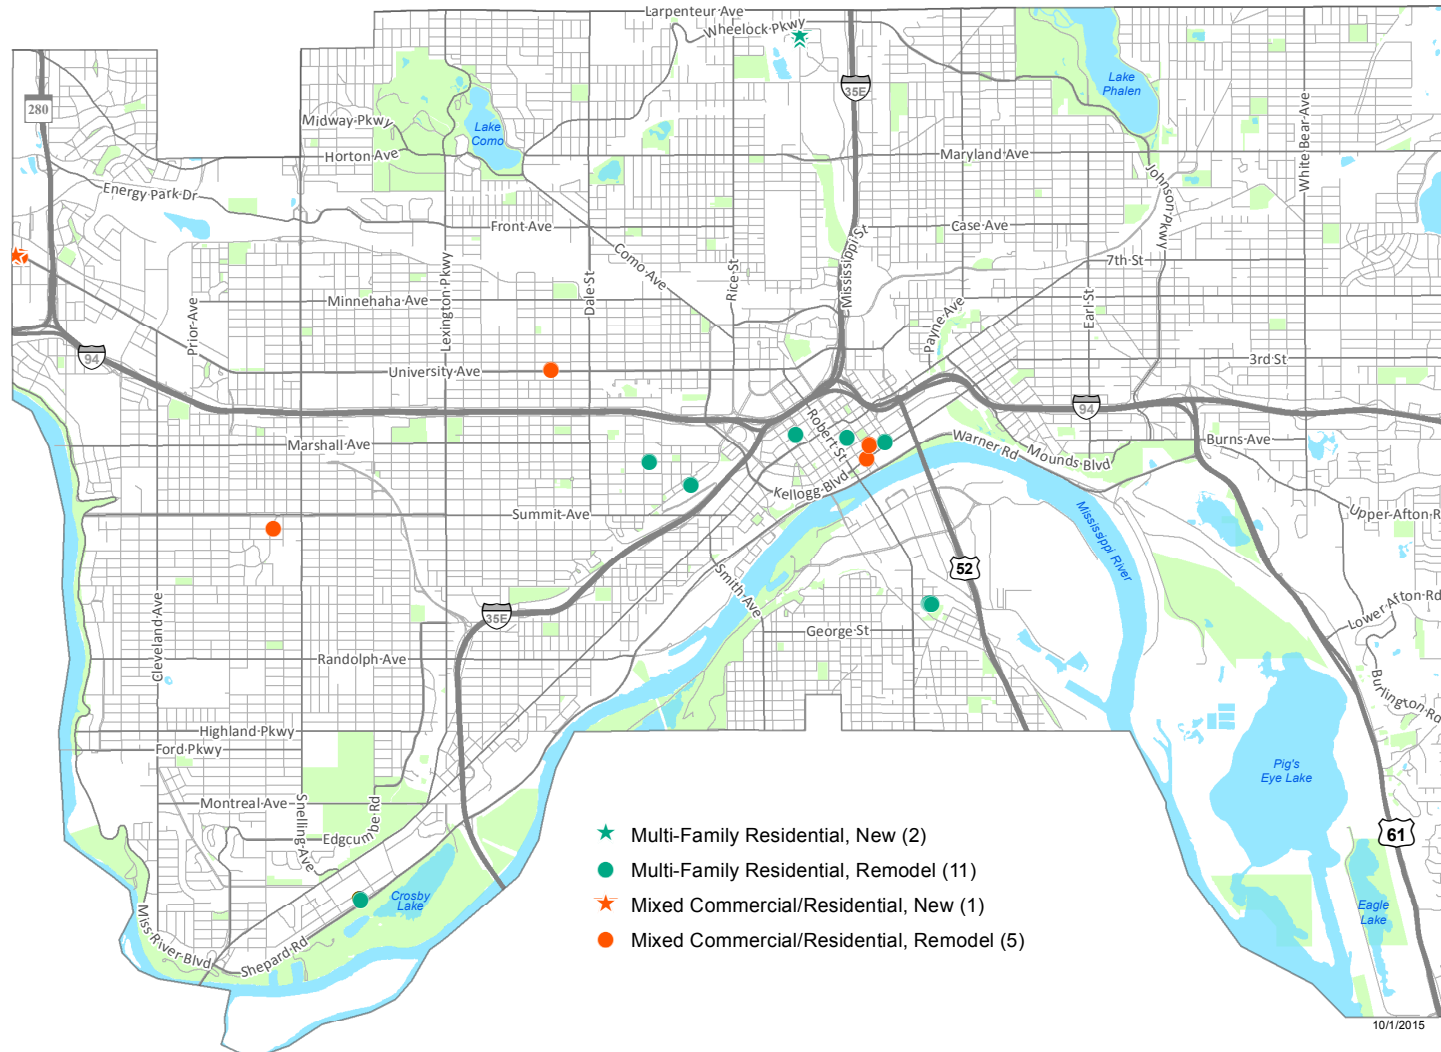 Larpenteur Ave
Wheelock Pkwy
280
35E
Lake
Phalen
Midway Pkwy
Lake
Como
Horton Ave
Maryland Ave
White Bear Ave
Energy Park Dr
Johnson Pkwy
Front Ave
Case Ave
Como Ave
Mississippi St
7th St
Lexington Pkwy
Dale St
Rice St
Minnehaha Ave
Prior Ave
Payne Ave
Earl St
94
3rd St
University Ave
94
Robert St
Marshall Ave
Warner Rd
Mounds Blvd
Burns Ave
Kellogg Blvd
Summit Ave
Mississippi River
Upper Afton R
52
Smith Ave
Cleveland Ave
35E
George St
Lower Afton Rd
Randolph Ave
Burlington Rd
Highland Pkwy
Ford Pkwy
Pig's
Eye Lake
Montreal Ave
Snelling Ave
Edgcumbe Rd
61
Multi-Family Residential, New (2)
Multi-Family Residential, Remodel (11)
Crosby
Lake
Mixed Commercial/Residential, New (1)
Eagle
Lake
Miss River Blvd
Shepard Rd
Mixed Commercial/Residential, Remodel (5)
10/1/2015